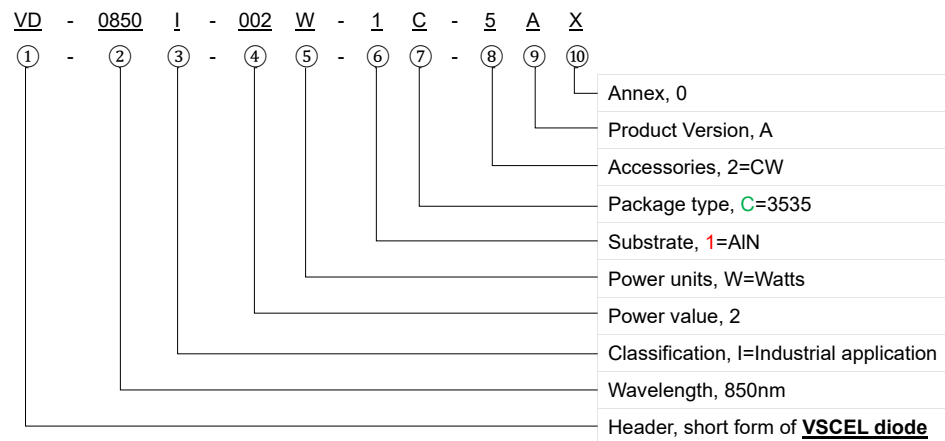 VD - 0850 I - 002 W - 1 C - 5 A X
① - ② ③ - ④ ⑤ - ⑥ ⑦ - ⑧ ⑨ ⑩
Annex, 0
Product Version, A
Accessories, 2=CW
Package type, C=3535
Substrate, 1=AlN
Power units, W=Watts
Power value, 2
Classification, I=Industrial application
Wavelength, 850nm
Header, short form of VSCEL diode